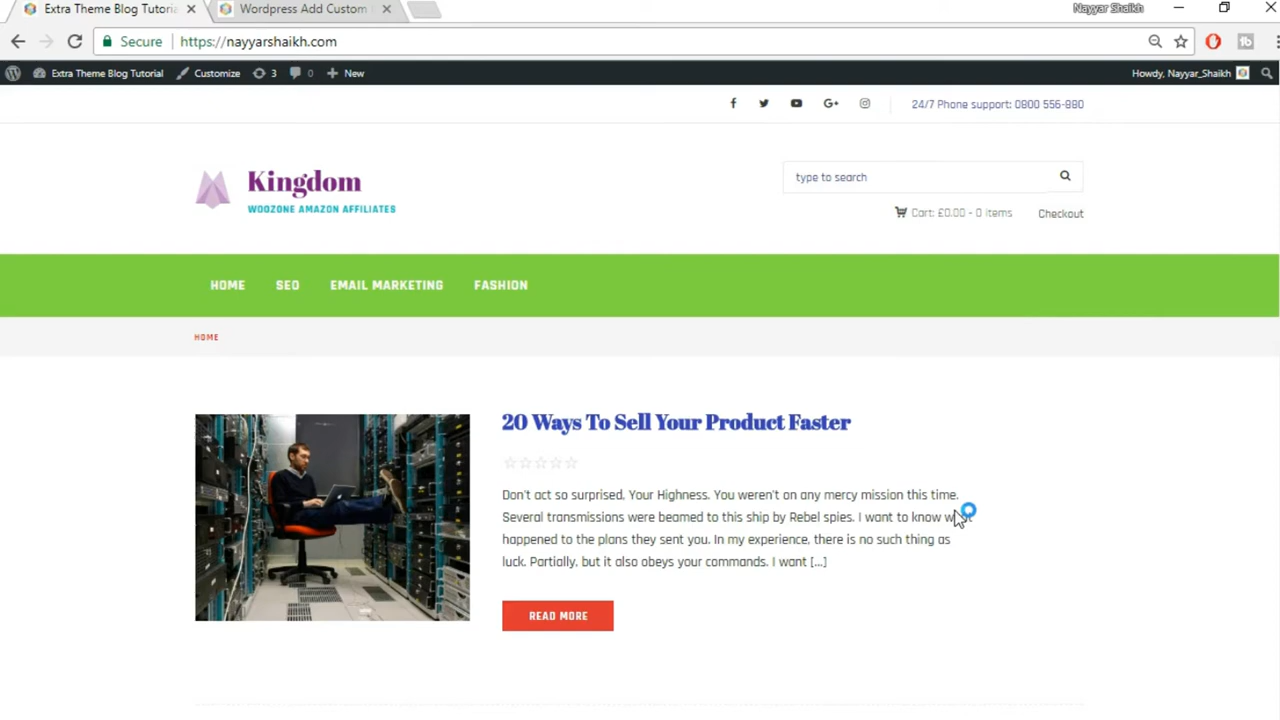 Extra Theme Blog Tutoria
Wordpress Add Custom
Nayyar Shaikh
Secure
https://nayyarshaikh.com
Extra Theme Blog Tutorial
Customize
3
0
New
Howdy, Nayyar_Shaikh
24/7 Phone support: 0800 556-880
Kingdom
WOOZONE AMAZON AFFILIATES
type to search
Cart: £0.00 - 0 items
Checkout
HOME
SEO
EMAIL MARKETING
FASHION
HOME
20 Ways To Sell Your Product Faster
Don't act so surprised, Your Highness. You weren't on any mercy mission this time.
Several transmissions were beamed to this ship by Rebel spies. I want to know what
happened to the plans they sent you. In my experience, there is no such thing as
luck. Partially, but it also obeys your commands. I want [...]
READ MORE